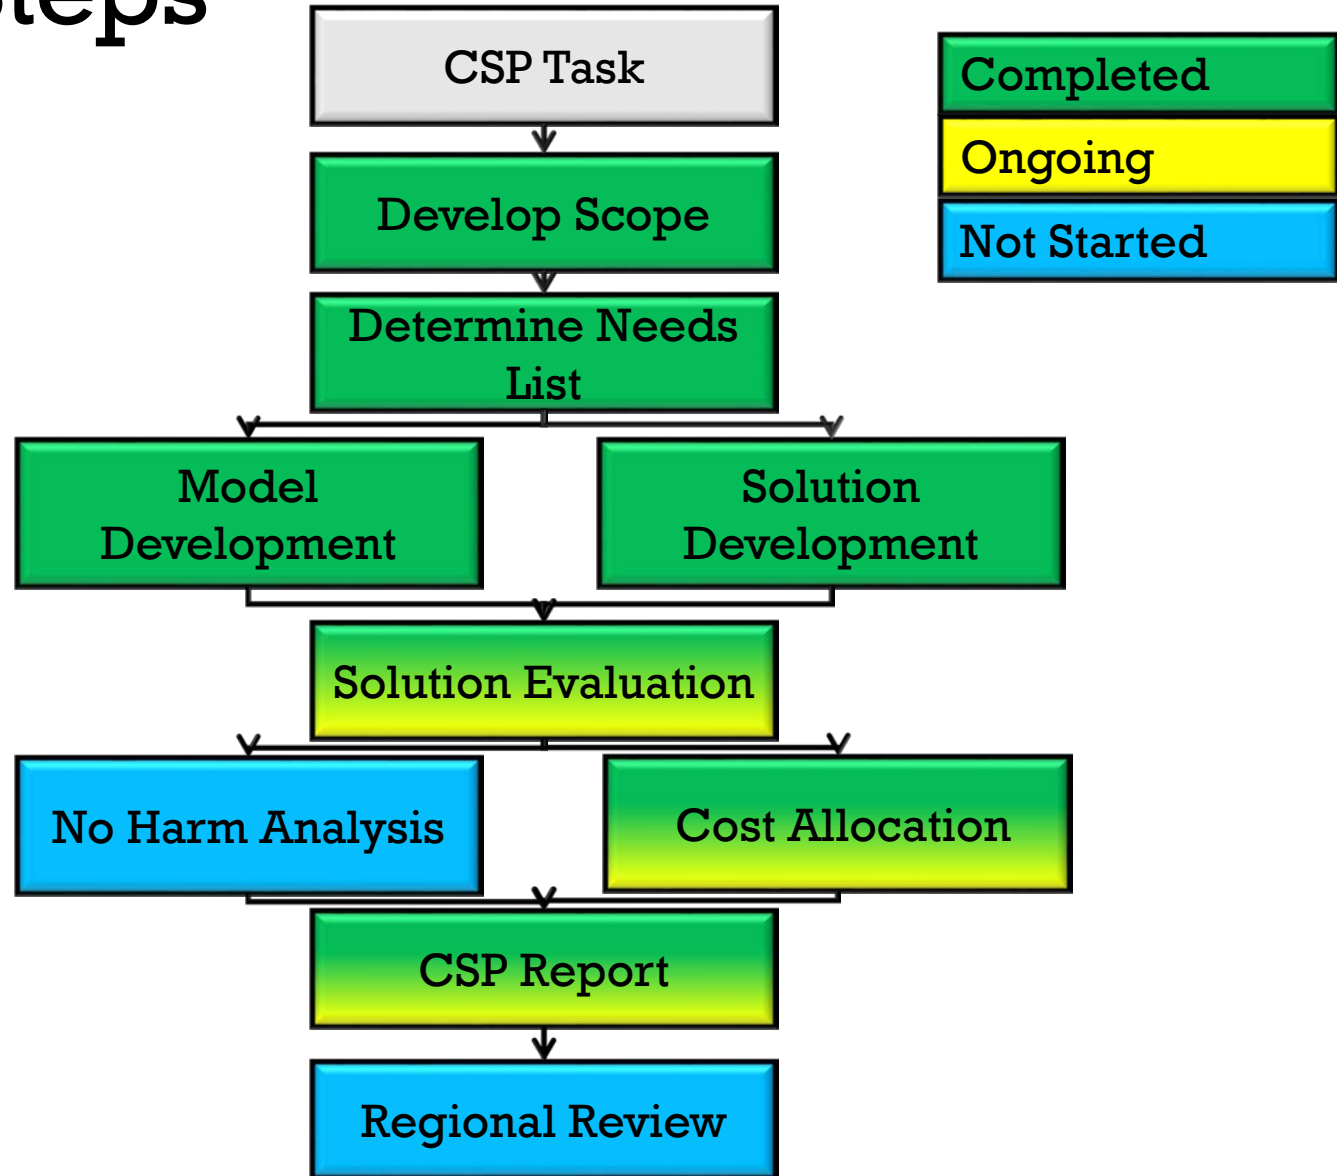 steps
CSP Task
Completed
Ongoing
Not Started
Develop Scope
Determine Needs
List
Model
Development
Solution
Development
Solution Evaluation
No Harm Analysis
Cost Allocation
CSP Report
Regional Review